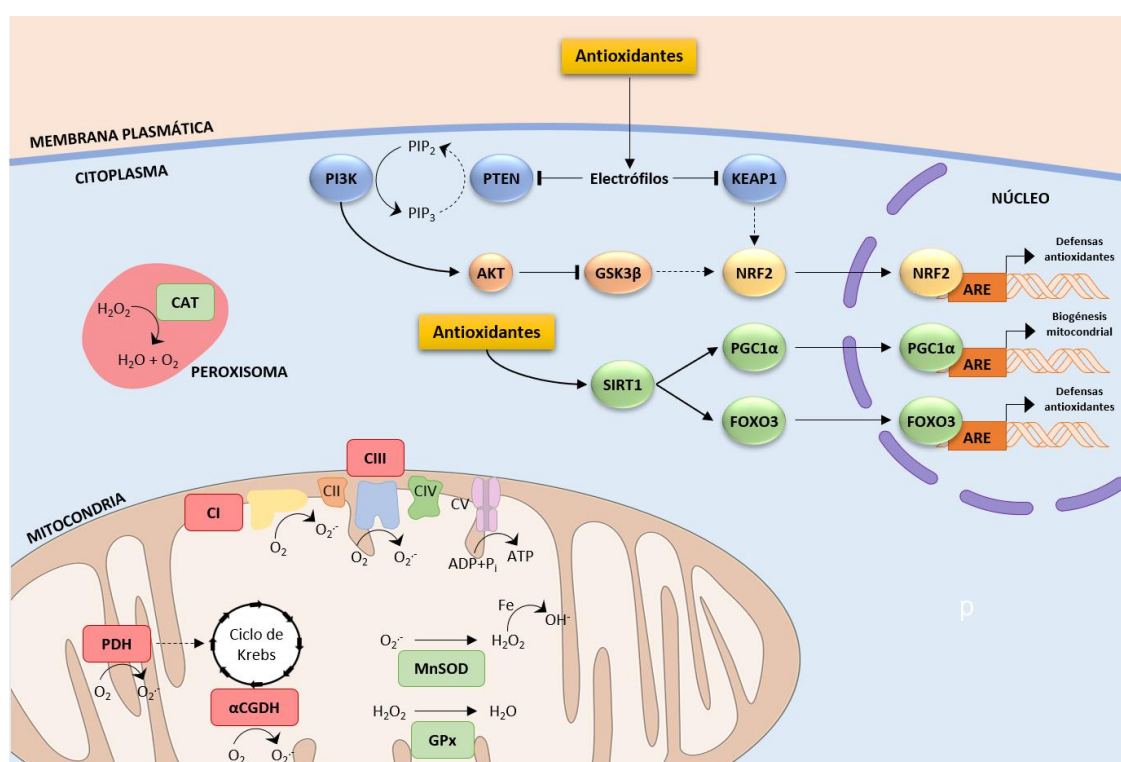 Antioxidantes
MEMBRANA PLASMÁTICA
CITOPLASMA
PI3K
PIP2
PIP3
PTEN
Electrófilos
KEAP1
NÚCLEO
AKT
GSK3β
NRF2
NRF2
ARE
Defensas
antioxidantes
H2O2
CAT
H2O + O2
PEROXISOMA
Antioxidantes
SIRT1
PGC1α
PGC1α
ARE
Biogénesis
mitocondrial
FOXO3
FOXO3
ARE
Defensas
antioxidantes
MITOCONDRIA
CI
O2
O2·-
CII
CIII
O2
O2·-
CIV
CV
ADP+Pi
ATP
PDH
O2
O2·-
Ciclo de
Krebs
αCGDH
O2
O2·-
O2·-
H2O2
Fe
OH-
MnSOD
H2O2
H2O
GPx
p